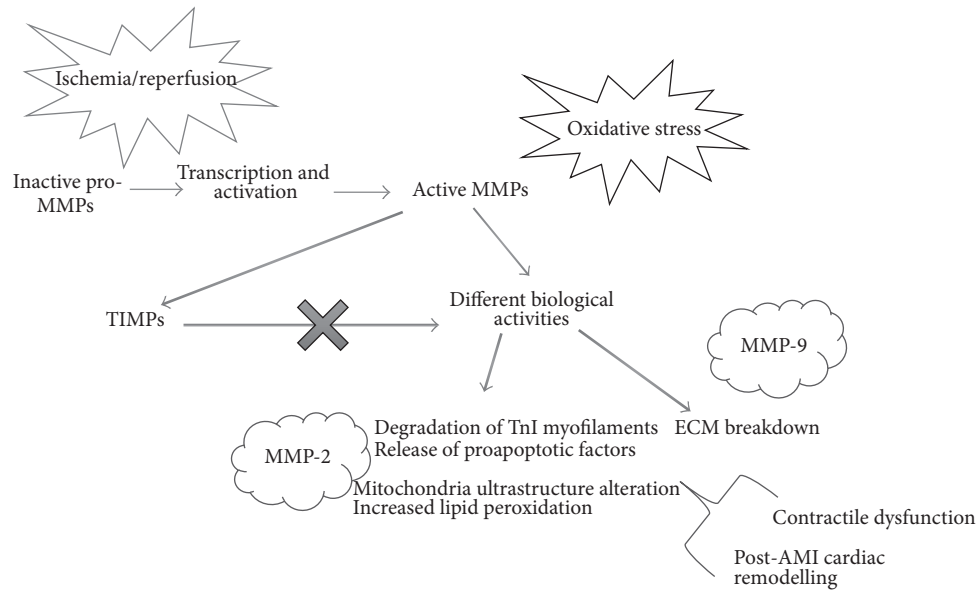 Ischemia/reperfusion
Oxidative stress
Inactive pro-
MMPs
Transcription and
activation
Active MMPs
TIMPs
Different biological
activities
MMP-9
MMP-2
Degradation of TnI myofilaments
Release of proapoptotic factors
ECM breakdown
Mitochondria ultrastructure alteration
Increased lipid peroxidation
Contractile dysfunction
Post-AMI cardiac
remodelling